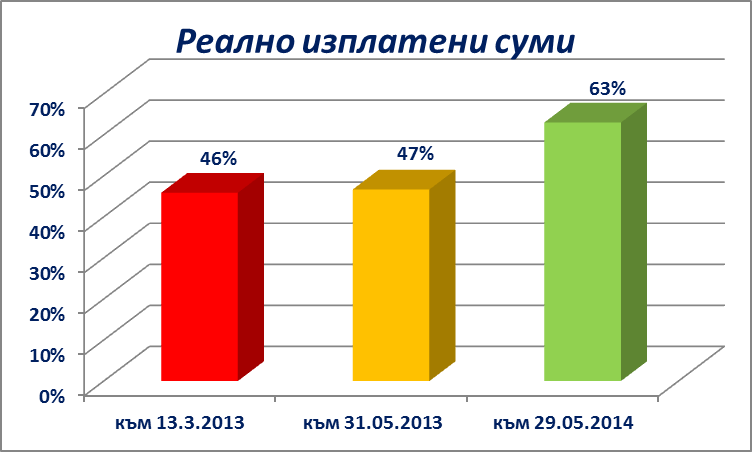 Реално изплатени суми
70%
60%
50%
40%
30%
20%
10%
0%
46%
47%
63%
към 13.3.2013
към 31.05.2013
към 29.05.2014